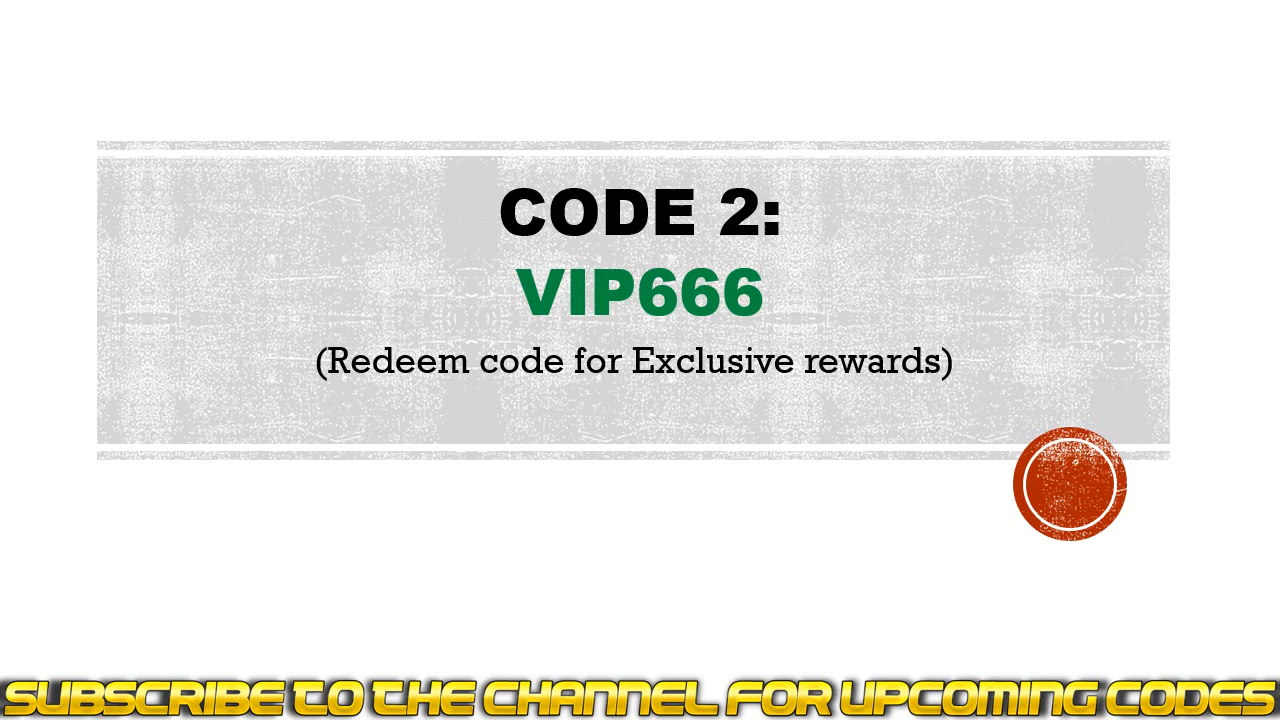 CODE 2:
VIP666
(Redeem code for Exclusive rewards)
SUBSCRIBE TO THE CHANNEL FOR UPCOMING CODES